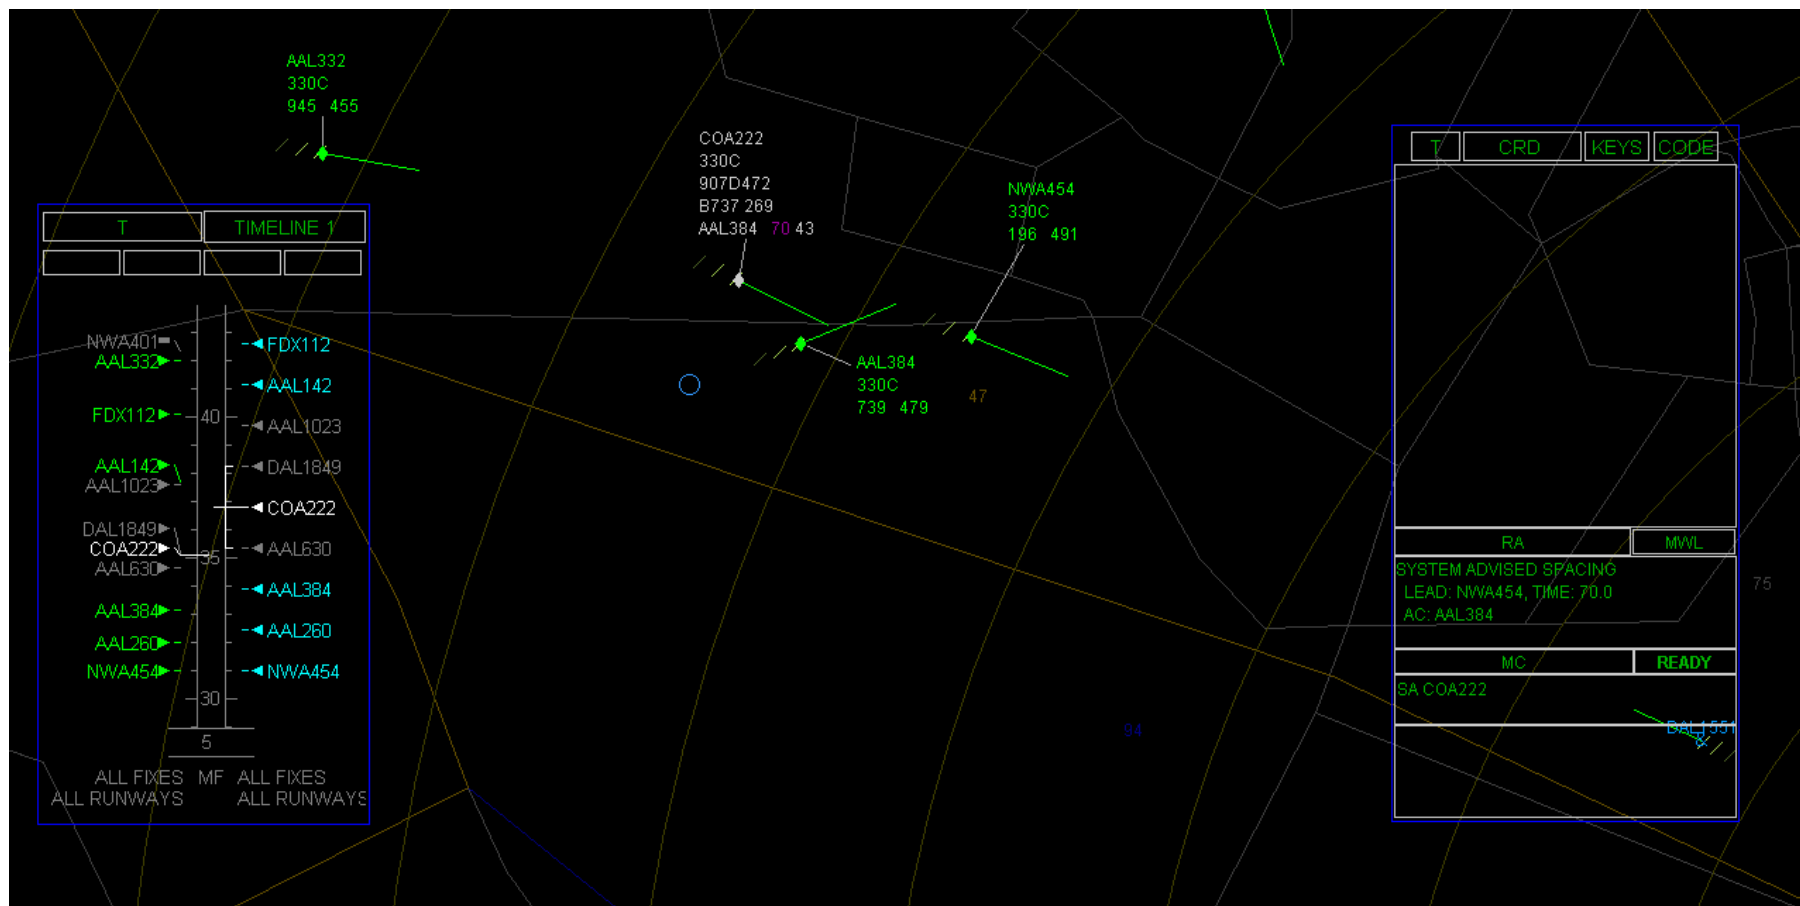 AAL332
330C
945 455
COA222
330C
907D472
B737 269
AAL384 70 43
NWA454
330C
196 491
AAL384
330C
739 479
47
94
75
T TIMELINE 1
NWA401
AAL332
FDX112
AAL142
AAL1023
DAL1849
COA222
AAL630
AAL384
AAL260
NWA454
40
35
30
5
FDX112
AAL142
AAL1023
DAL1849
COA222
AAL630
AAL384
AAL260
NWA454
ALL FIXES MF ALL FIXES
ALL RUNWAYS ALL RUNWAYS
T CRD KEYS CODE
RA MWL
SYSTEM ADVISED SPACING
LEAD: NWA454, TIME: 70.0
AC: AAL384
MC READY
SA COA222
DAL1551